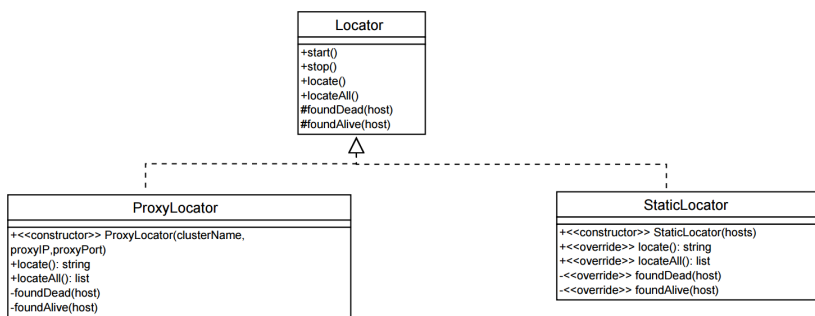 Locator
+start()
+stop()
+locate()
+locateAll()
#foundDead(host)
#foundAlive(host)
ProxyLocator
+<<constructor>> ProxyLocator(clusterName,
proxyIP,proxyPort)
+locate(): string
+locateAll(): list
-foundDead(host)
-foundAlive(host)
StaticLocator
+<<constructor>> StaticLocator(hosts)
+<<override>> locate(): string
+<<override>> locateAll(): list
-<<override>> foundDead(host)
-<<override>> foundAlive(host)